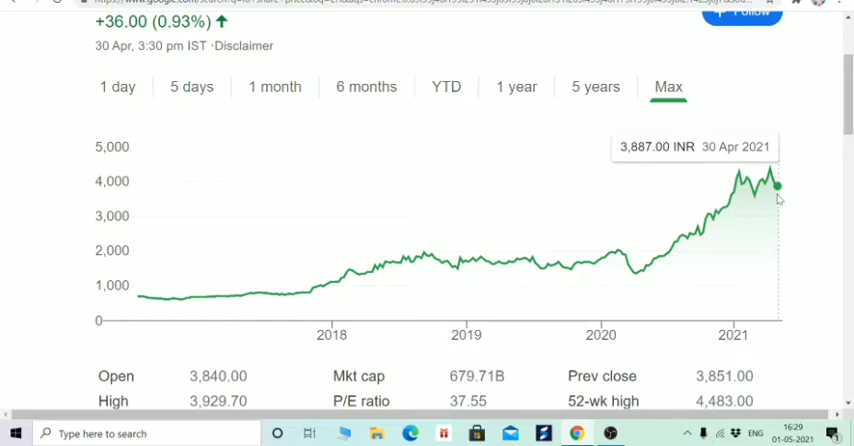 +36.00 (0.93%)
Follow
30 Apr, 3:30 pm IST ·Disclaimer
1 day 5 days 1 month 6 months YTD 1 year 5 years Max
3,887.00 INR 30 Apr 2021
5,000
4,000
3,000
2,000
1,000
0
2018 2019 2020 2021
Open 3,840.00 Mkt cap 679.71B Prev close 3,851.00
High 3,929.70 P/E ratio 37.55 52-wk high 4,483.00
Type here to search
ENG
16:29
01-05-2021